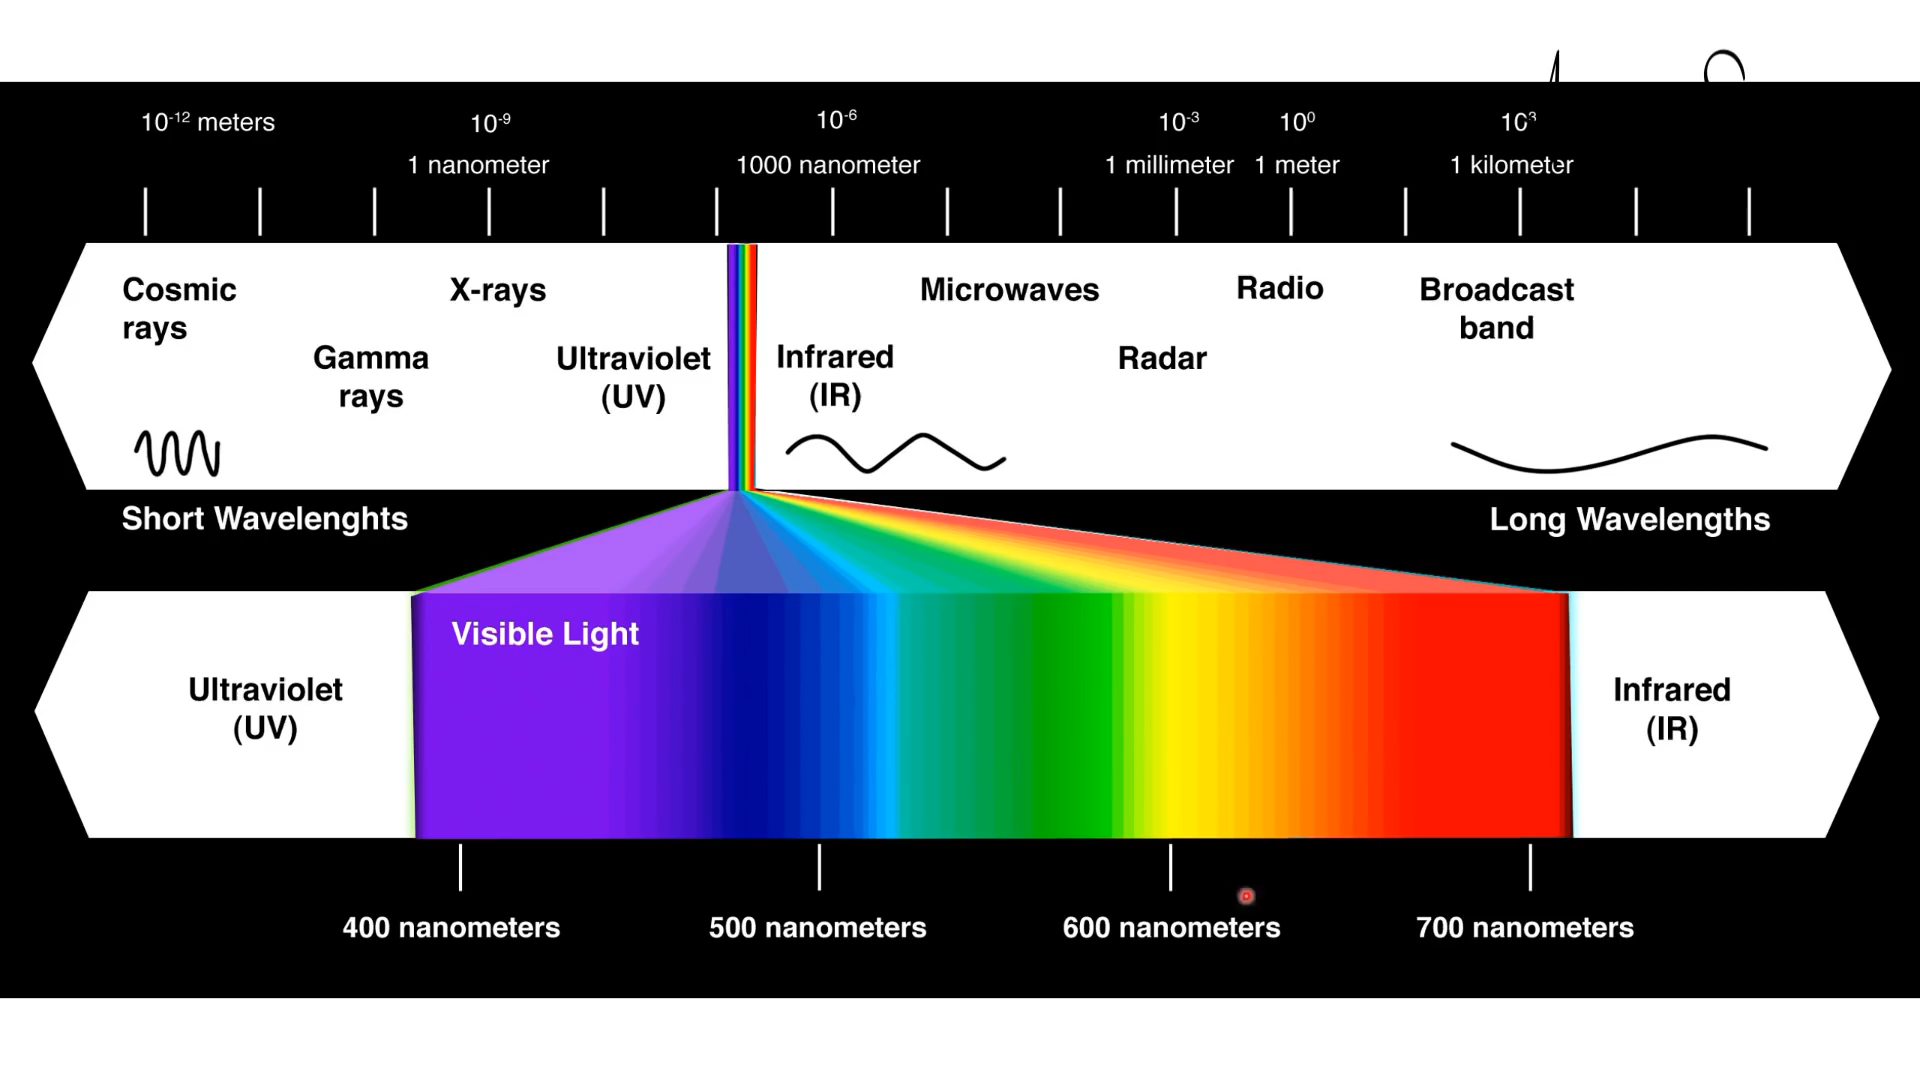 10⁻¹² meters
10⁻⁹
10⁻⁶
10⁻³
10⁰
10³
1 nanometer
1000 nanometer
1 millimeter
1 meter
1 kilometer
Cosmic
rays
X-rays
Microwaves
Radio
Broadcast
band
Gamma
rays
Ultraviolet
(UV)
Infrared
(IR)
Radar
Short Wavelenghts
Long Wavelengths
Visible Light
Ultraviolet
(UV)
Infrared
(IR)
400 nanometers
500 nanometers
600 nanometers
700 nanometers